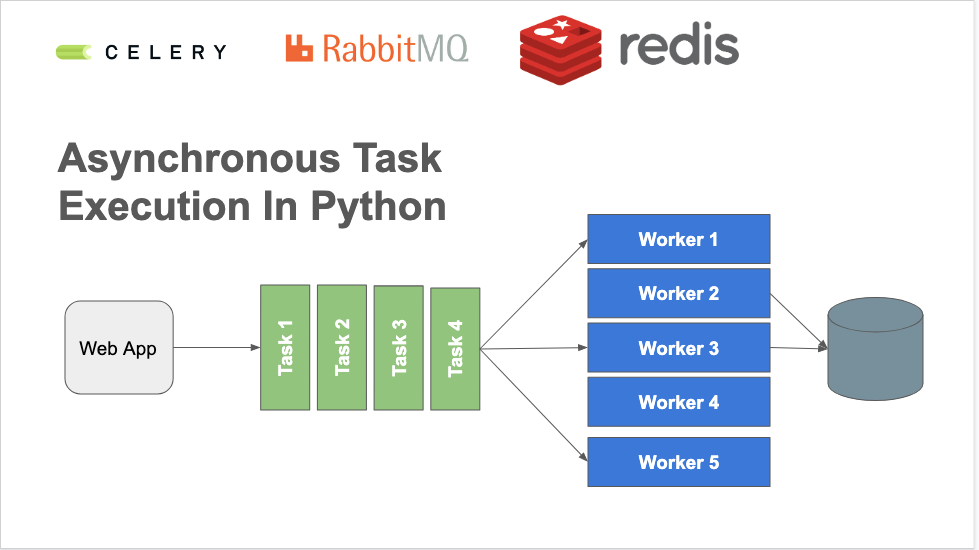 CELERY
RabbitMQ
redis
Asynchronous Task
Execution In Python
Web App
Task 1
Task 2
Task 3
Task 4
Worker 1
Worker 2
Worker 3
Worker 4
Worker 5